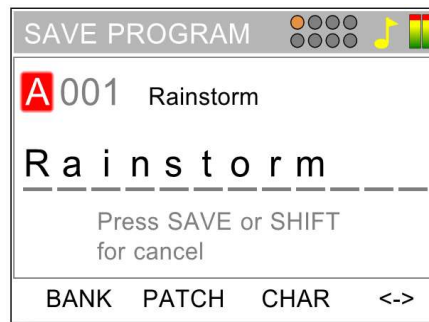 SAVE PROGRAM
A 001 Rainstorm
Rainstorm
Press SAVE or SHIFT
for cancel
BANK PATCH CHAR <->